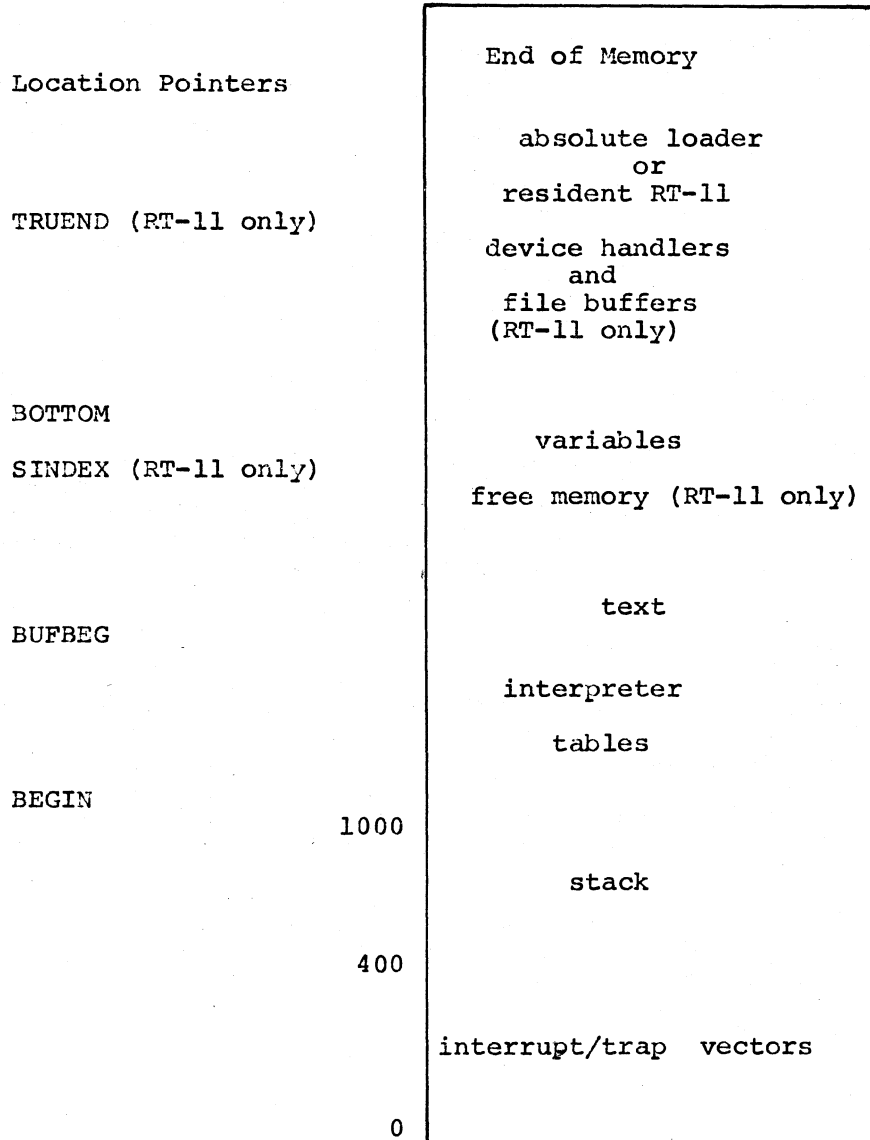 End of Memory
Location Pointers
absolute loader
or
resident RT-11
TRUEND (RT-11 only)
device handlers
and
file buffers
(RT-11 only)
BOTTOM
variables
SINDEX (RT-11 only)
free memory (RT-11 only)
text
BUFBEG
interpreter
tables
BEGIN
1000
stack
400
interrupt/trap vectors
0